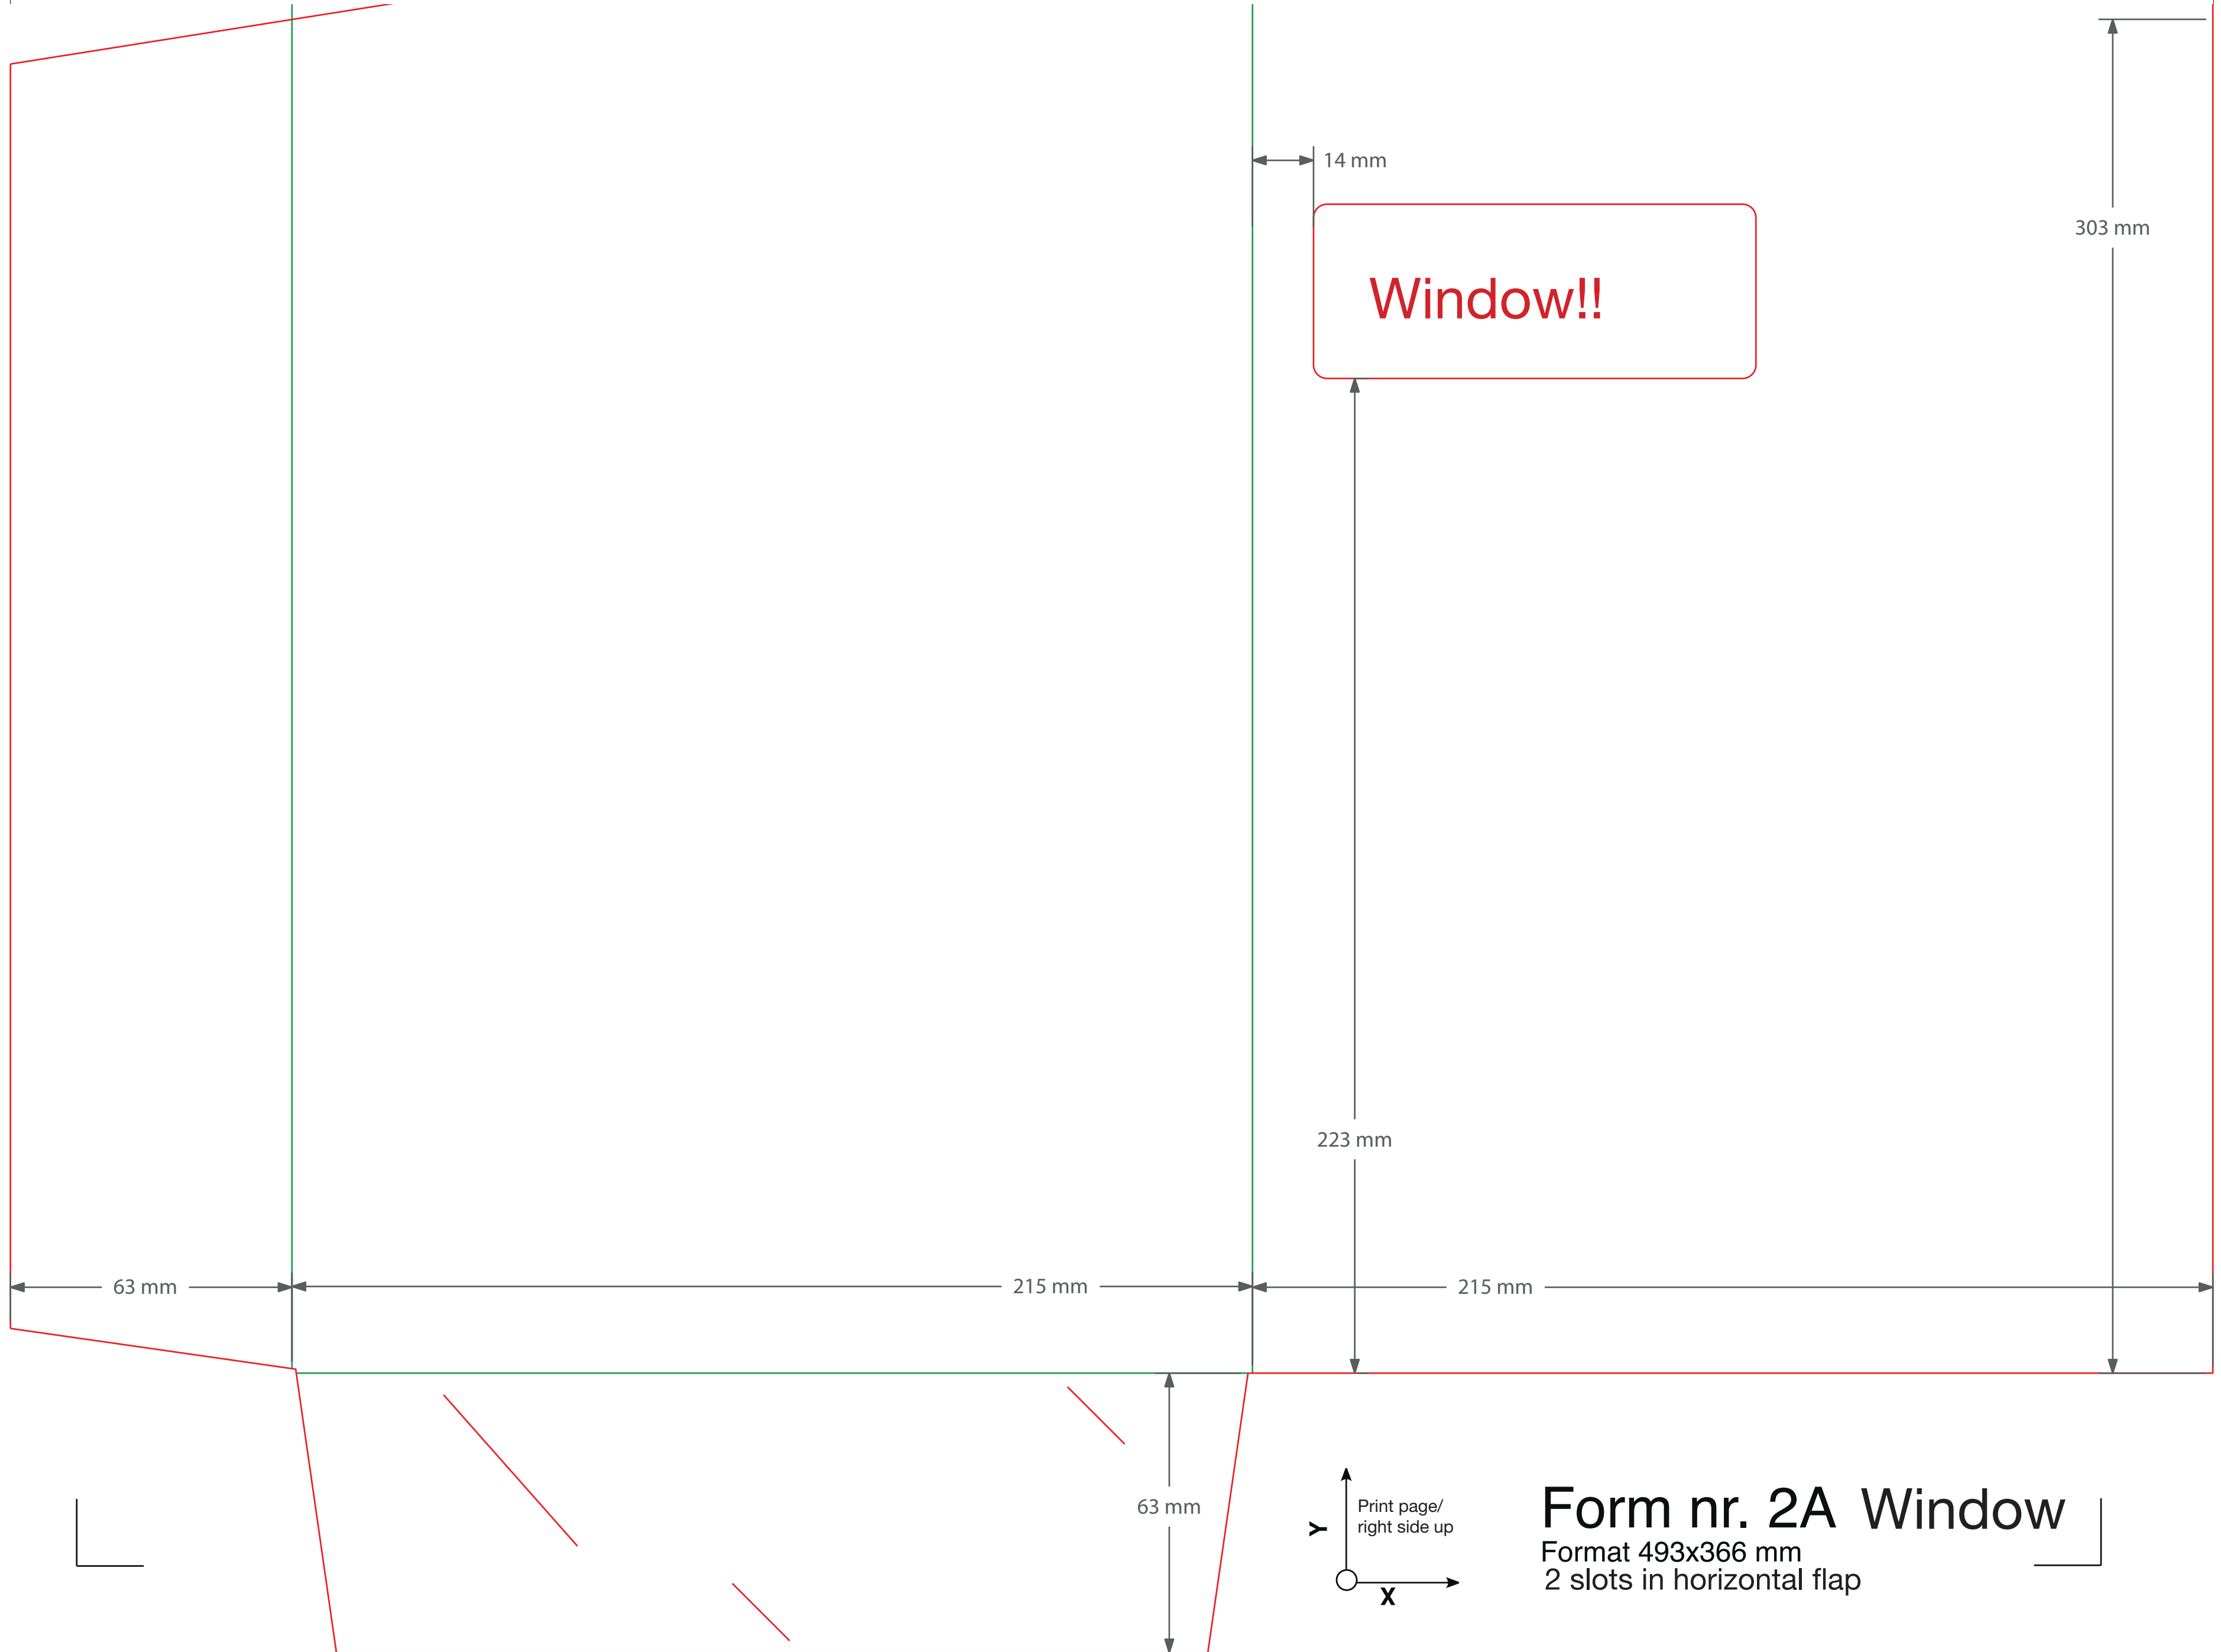 14 mm
303 mm
Window!!
223 mm
63 mm
215 mm
215 mm
63 mm
Y
Print page/
right side up
X
Form nr. 2A Window
Format 493x366 mm
2 slots in horizontal flap